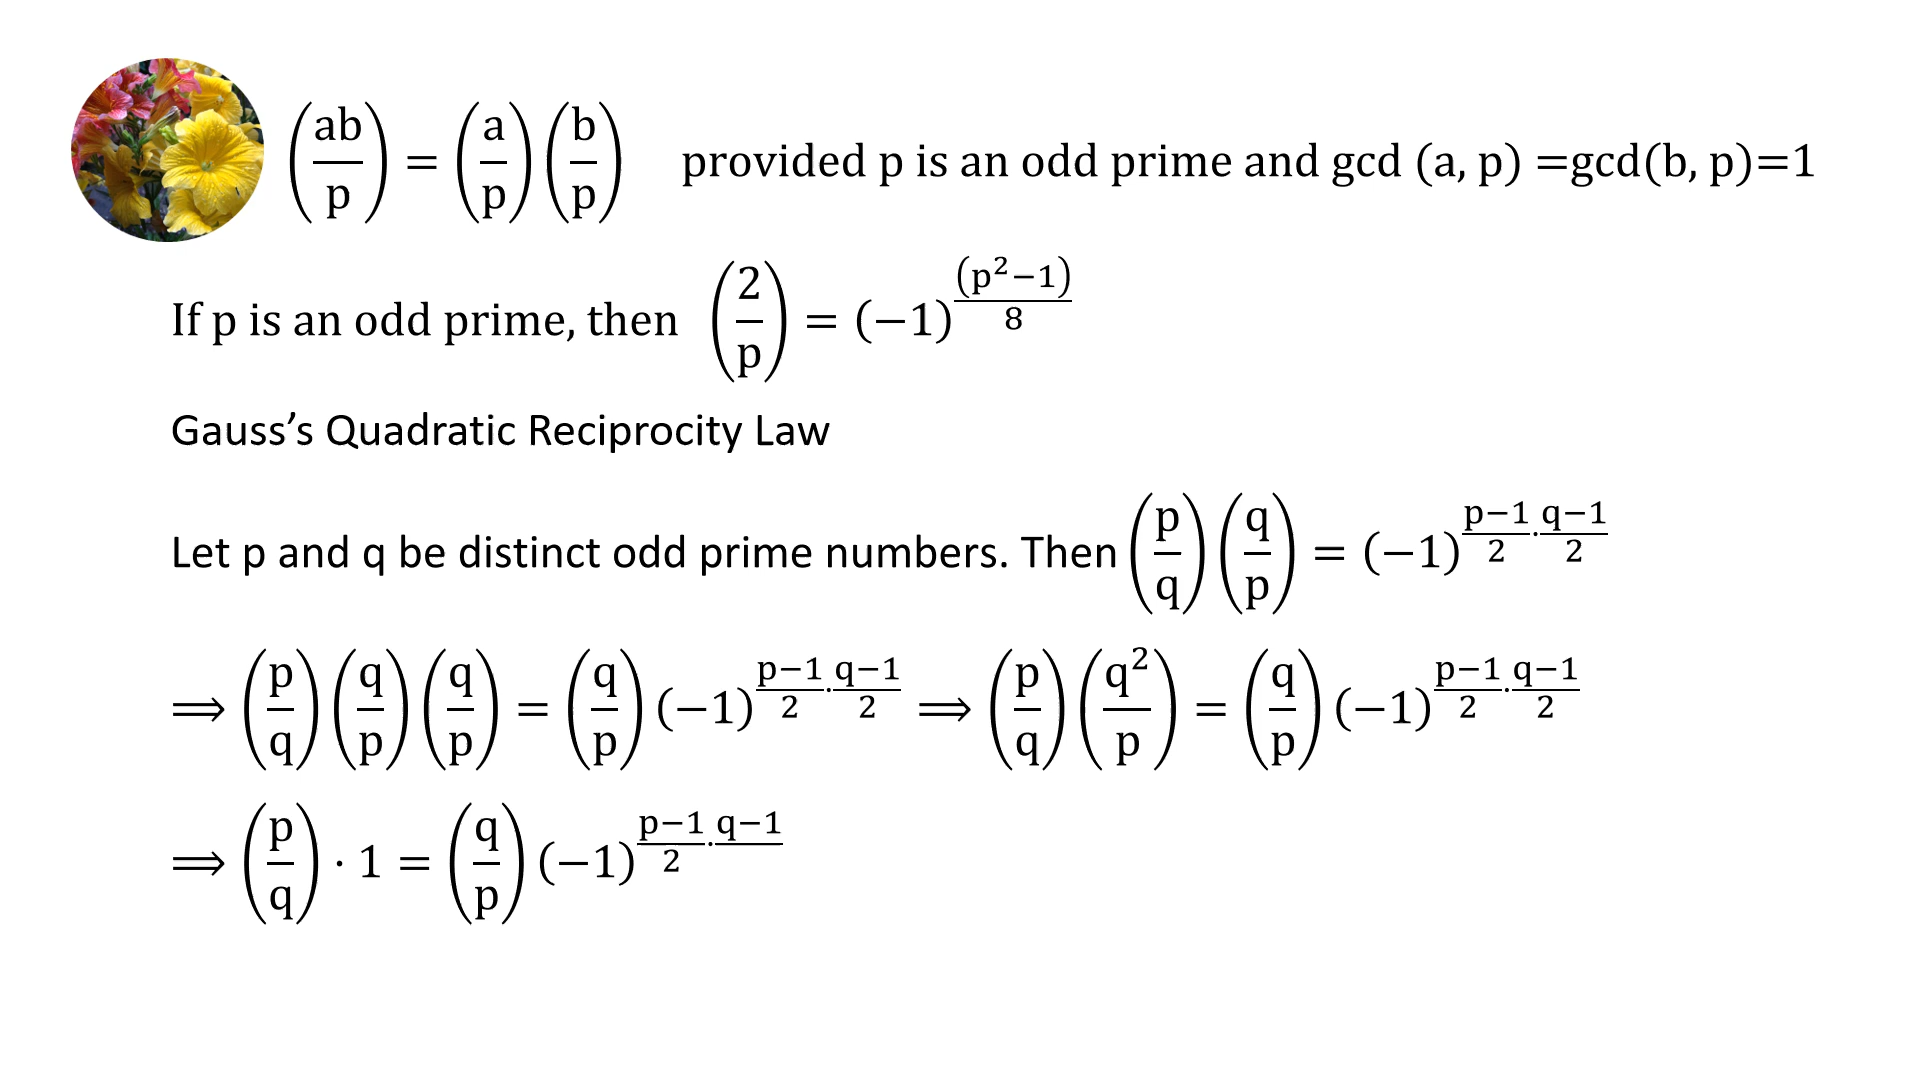 (ab/p) = (a/p)(b/p) provided p is an odd prime and gcd (a, p) =gcd(b, p)=1
If p is an odd prime, then (2/p) = (−1)^((p²−1)/8)
Gauss’s Quadratic Reciprocity Law
Let p and q be distinct odd prime numbers. Then (p/q)(q/p) = (−1)^((p−1)/2·(q−1)/2)
⟹ (p/q)(q/p)(q/p) = (q/p)(−1)^((p−1)/2·(q−1)/2) ⟹ (p/q)(q²/p) = (q/p)(−1)^((p−1)/2·(q−1)/2)
⟹ (p/q) · 1 = (q/p)(−1)^((p−1)/2·(q−1)/)